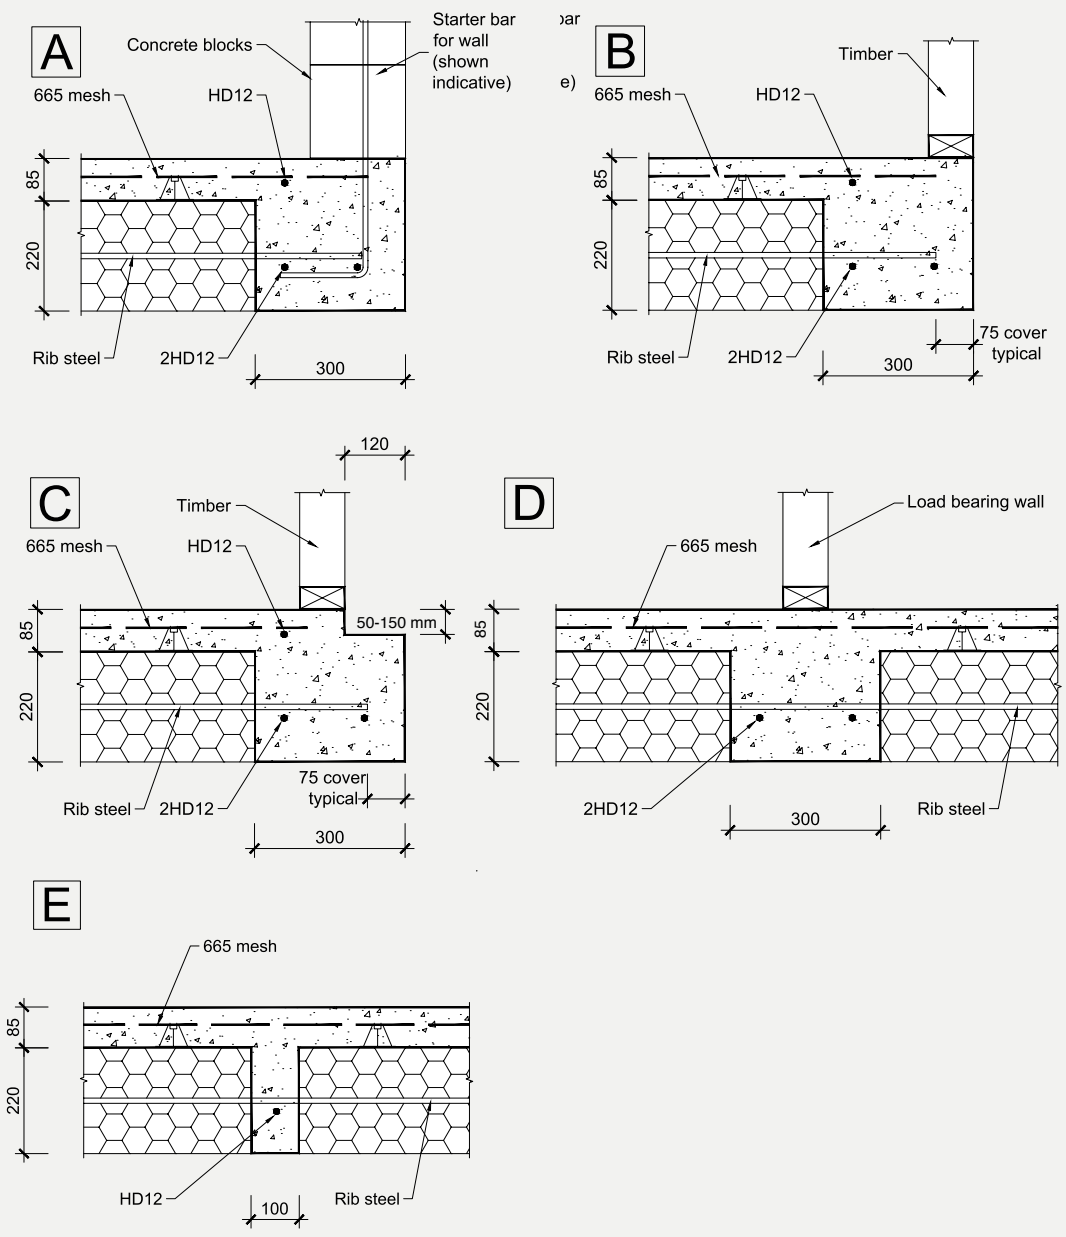 A
Concrete blocks
Starter bar
for wall
(shown
indicative)
665 mesh
HD12
85
220
Rib steel
2HD12
300
bar
e)
B
Timber
665 mesh
HD12
85
220
Rib steel
2HD12
75 cover
typical
300
C
120
Timber
665 mesh
HD12
50-150 mm
85
220
Rib steel
2HD12
75 cover
typical
300
D
Load bearing wall
665 mesh
85
220
2HD12
Rib steel
300
E
665 mesh
85
220
HD12
Rib steel
100